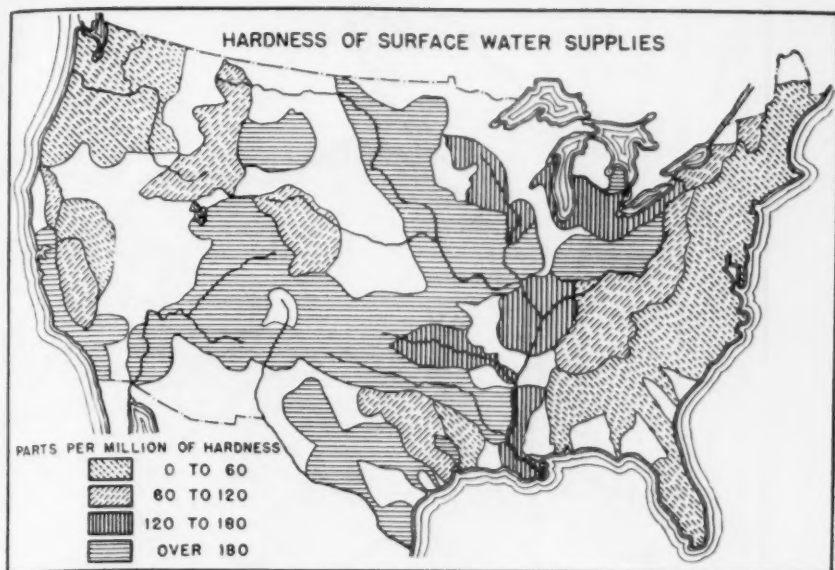 HARDNESS OF SURFACE WATER SUPPLIES
PARTS PER MILLION OF HARDNESS
0 TO 60
60 TO 120
120 TO 180
OVER 180